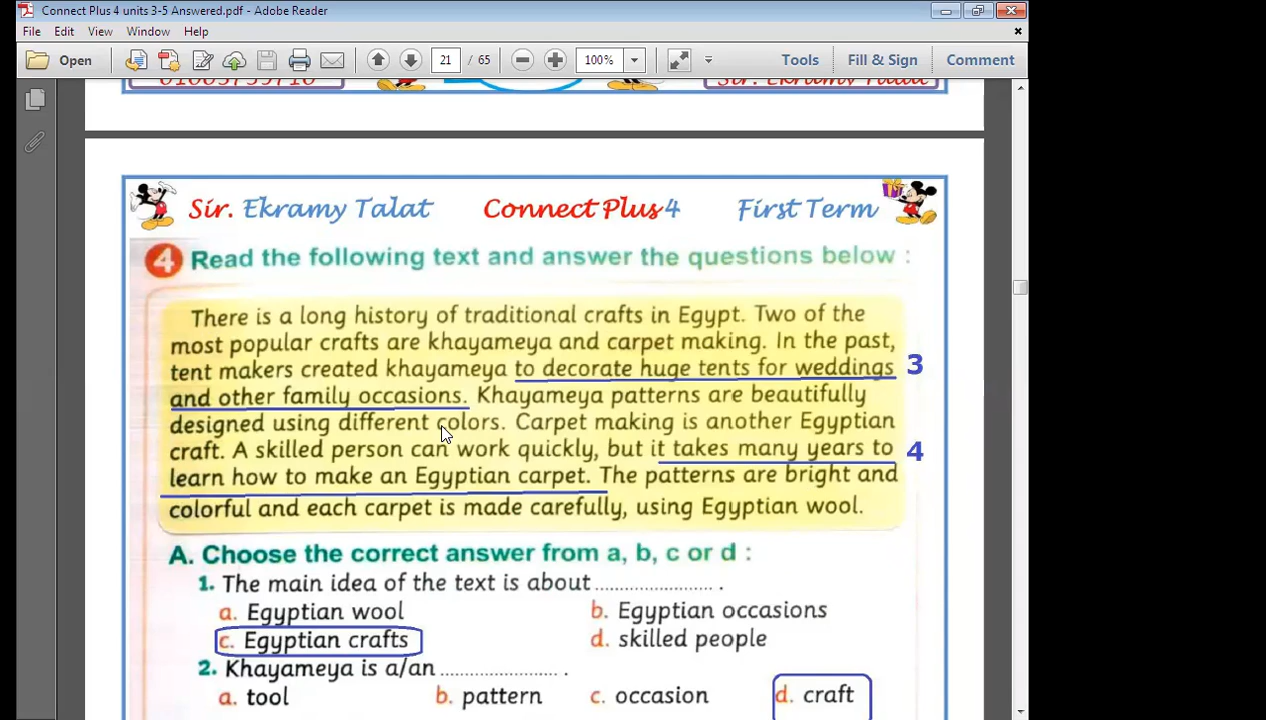 Connect Plus 4 units 3-5 Answered.pdf - Adobe Reader
File Edit View Window Help
Open 21 / 65 100% Tools Fill & Sign Comment
01003739710 Sir. Ekramy Talat
Sir. Ekramy Talat Connect Plus 4 First Term
4 Read the following text and answer the questions below :
There is a long history of traditional crafts in Egypt. Two of the
most popular crafts are khayameya and carpet making. In the past,
tent makers created khayameya to decorate huge tents for weddings 3
and other family occasions. Khayameya patterns are beautifully
designed using different colors. Carpet making is another Egyptian
craft. A skilled person can work quickly, but it takes many years to 4
learn how to make an Egyptian carpet. The patterns are bright and
colorful and each carpet is made carefully, using Egyptian wool.
A. Choose the correct answer from a, b, c or d :
1. The main idea of the text is about ........................ .
a. Egyptian wool b. Egyptian occasions
c. Egyptian crafts d. skilled people
2. Khayameya is a/an ........................ .
a. tool b. pattern c. occasion d. craft